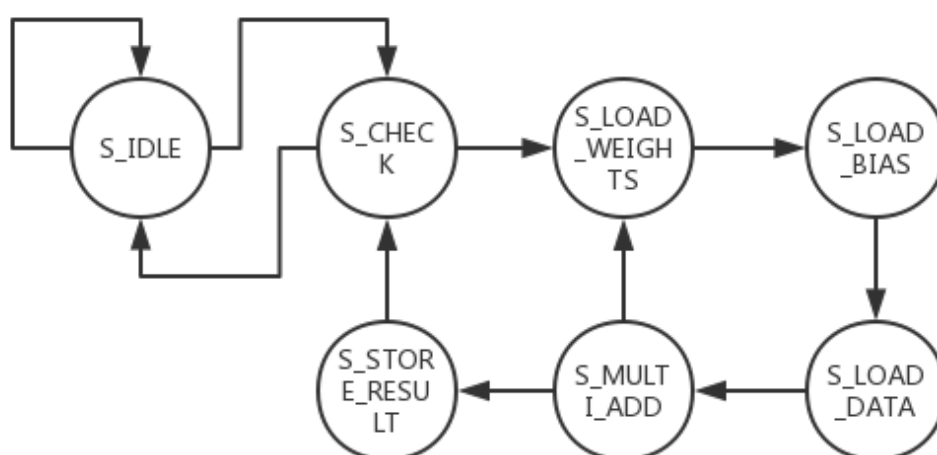 S_IDLE
S_CHEC
K
S_LOAD
_WEIGH
TS
S_LOAD
_BIAS
S_STOR
E_RESU
LT
S_MULT
I_ADD
S_LOAD
_DATA